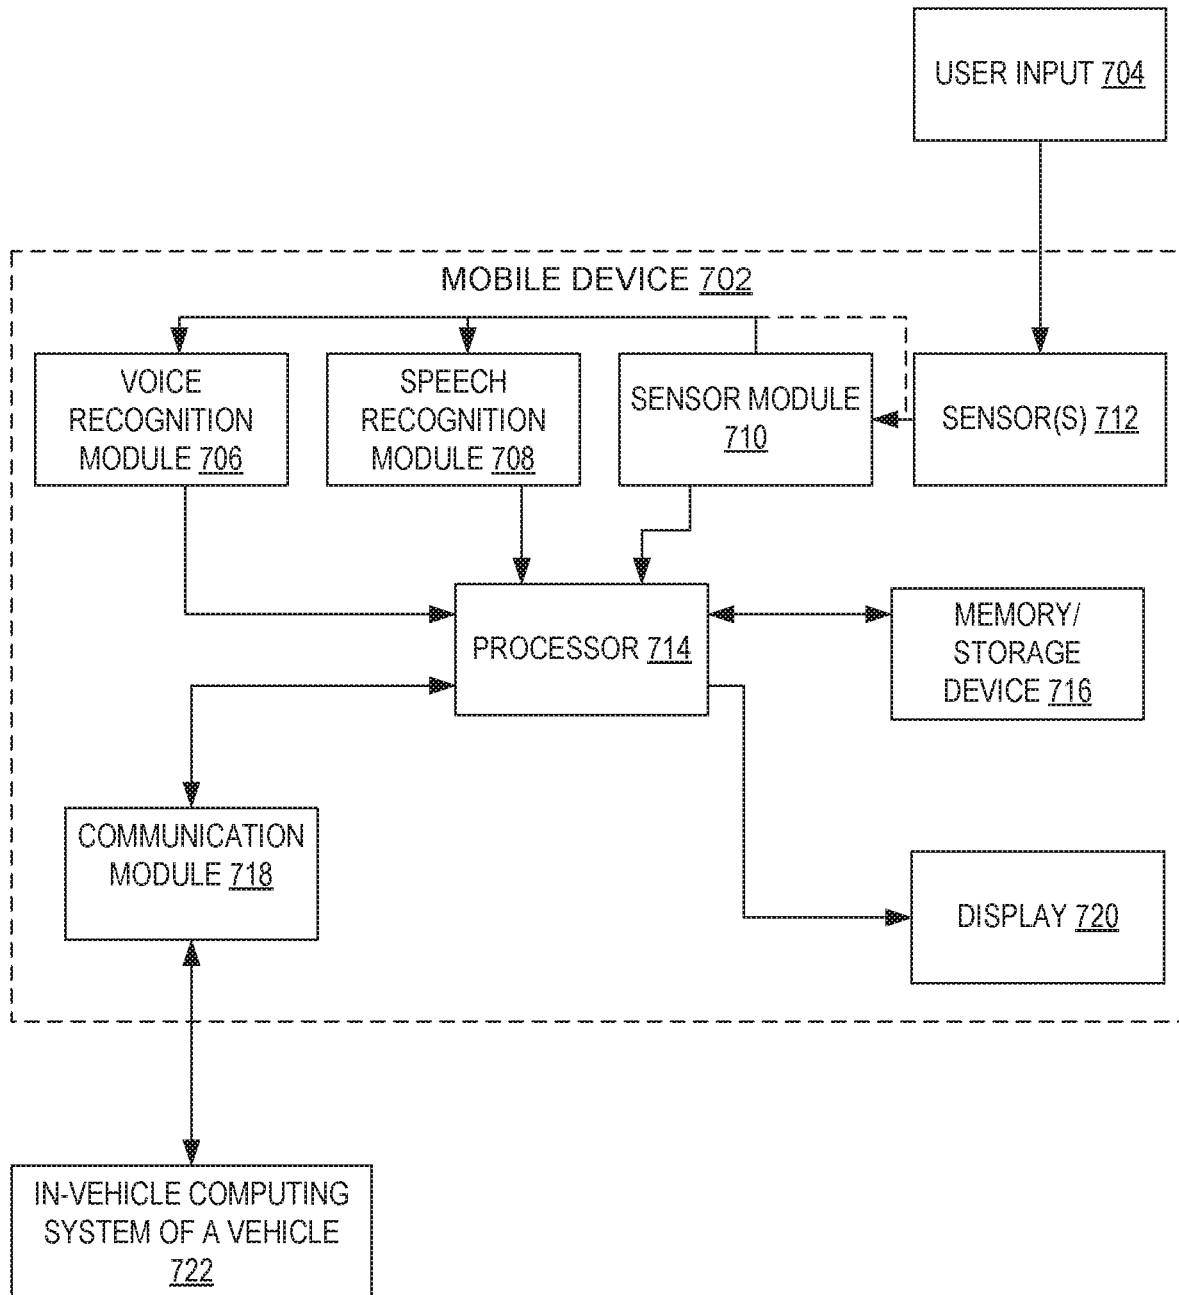 USER INPUT 704
MOBILE DEVICE 702
VOICE
RECOGNITION
MODULE 706
SPEECH
RECOGNITION
MODULE 708
SENSOR MODULE
710
SENSOR(S) 712
PROCESSOR 714
MEMORY/
STORAGE
DEVICE 716
COMMUNICATION
MODULE 718
DISPLAY 720
IN-VEHICLE COMPUTING
SYSTEM OF A VEHICLE
722